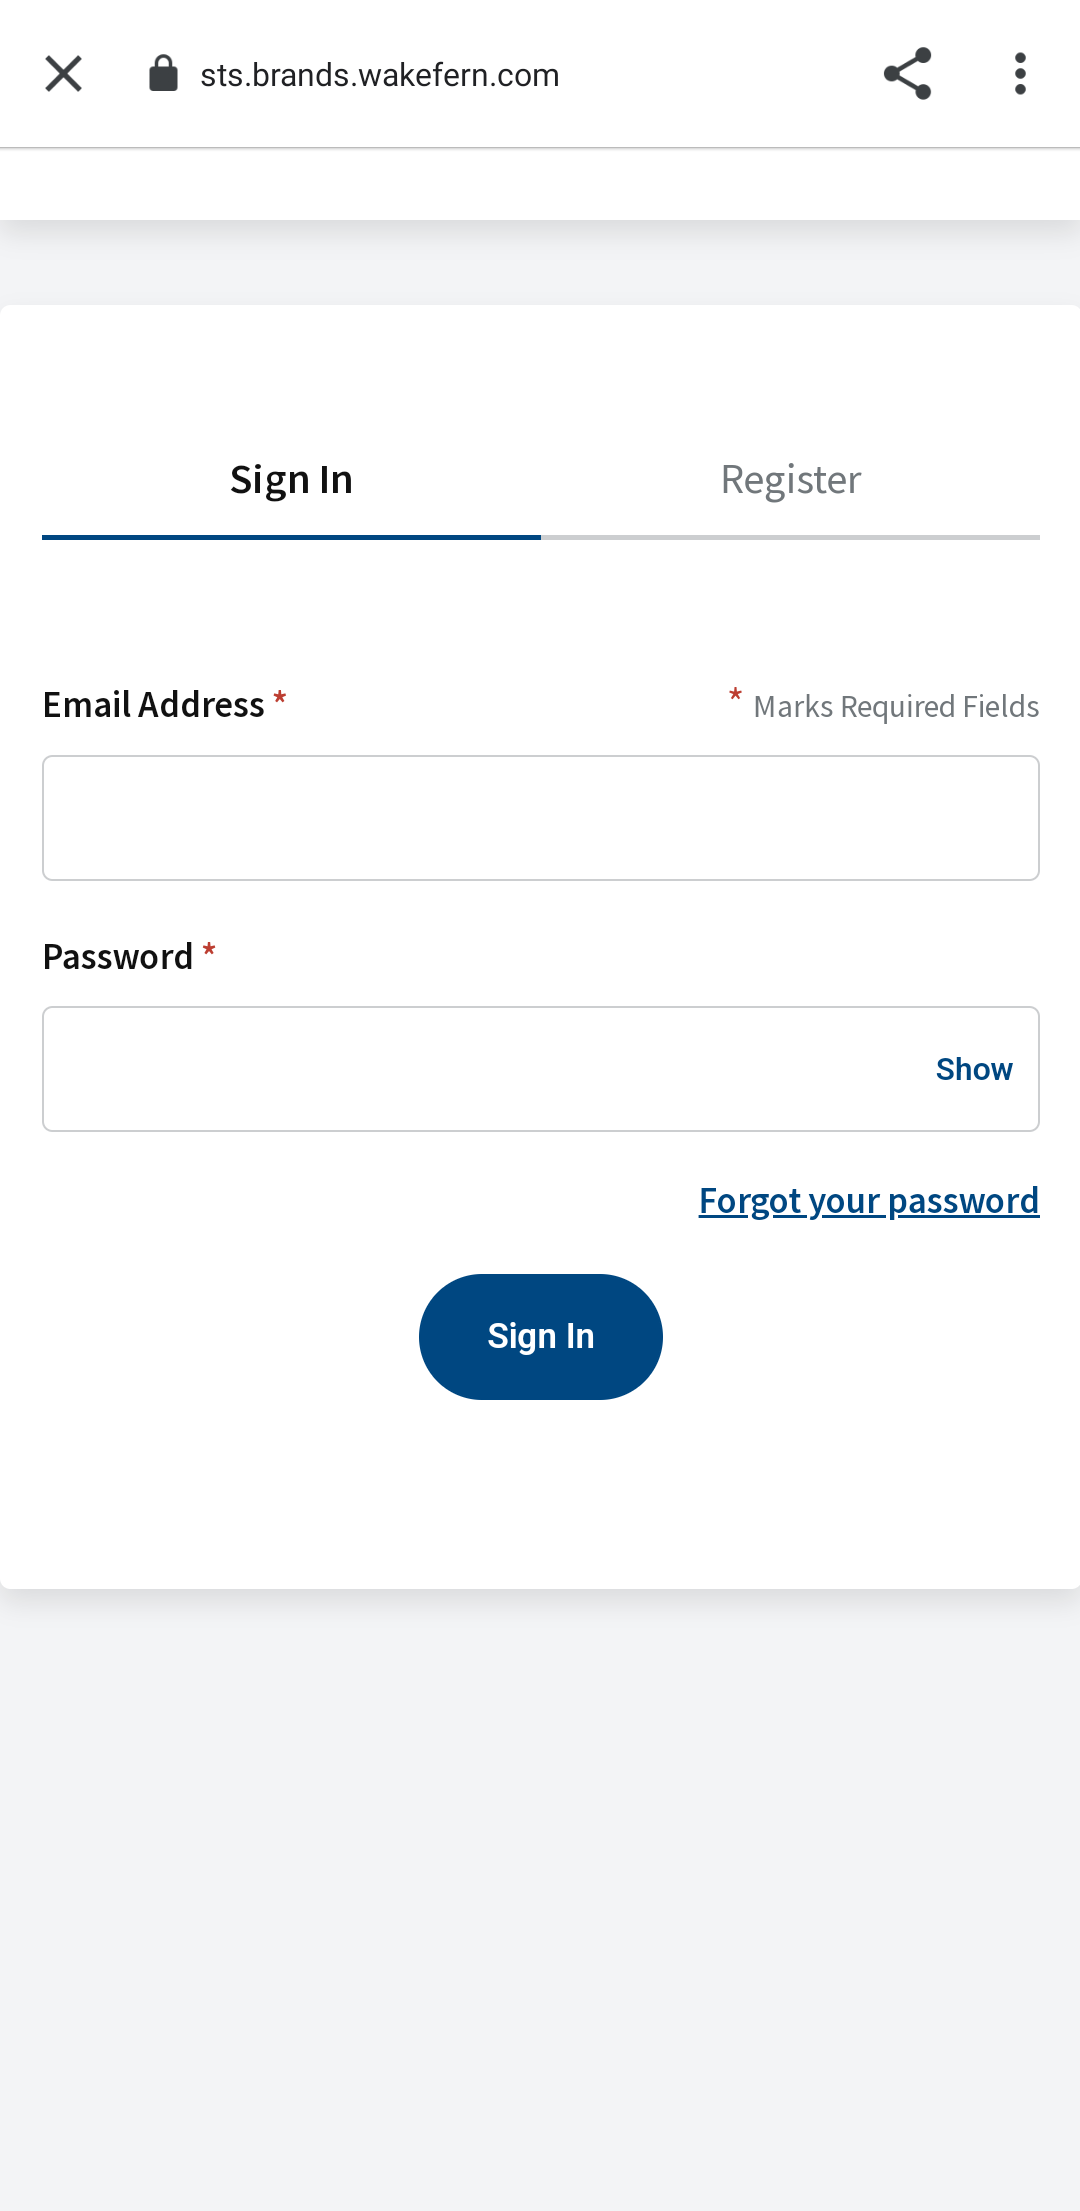 sts.brands.wakefern.com
Sign In
Register
Email Address *
* Marks Required Fields
Password *
Show
Forgot your password
Sign In